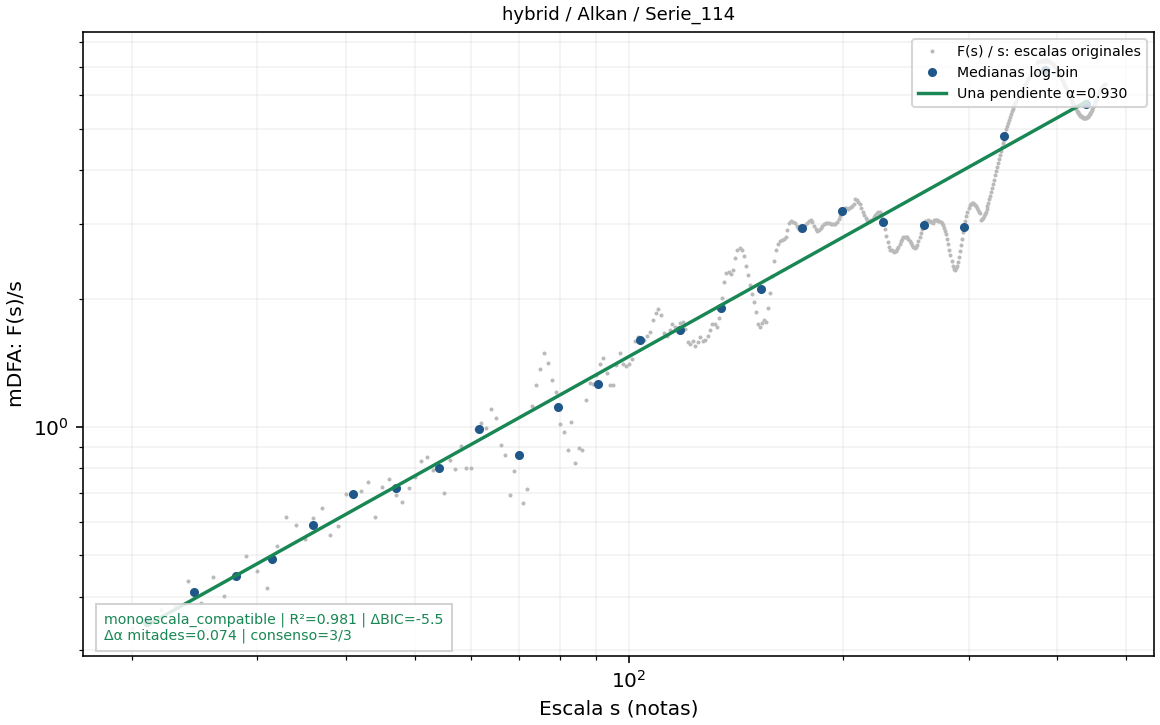 hybrid / Alkan / Serie_114
F(s) / s: escalas originales
Medianas log-bin
Una pendiente α=0.930
mDFA: F(s)/s
10⁰
monoescala_compatible | R²=0.981 | ΔBIC=-5.5
Δα mitades=0.074 | consenso=3/3
10²
Escala s (notas)